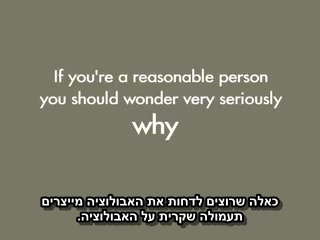 If you're a reasonable person
you should wonder very seriously
why
כאלה שרוצים לדחות את האבולוציה מייצרים
תעמולה שקרית על האבולוציה.